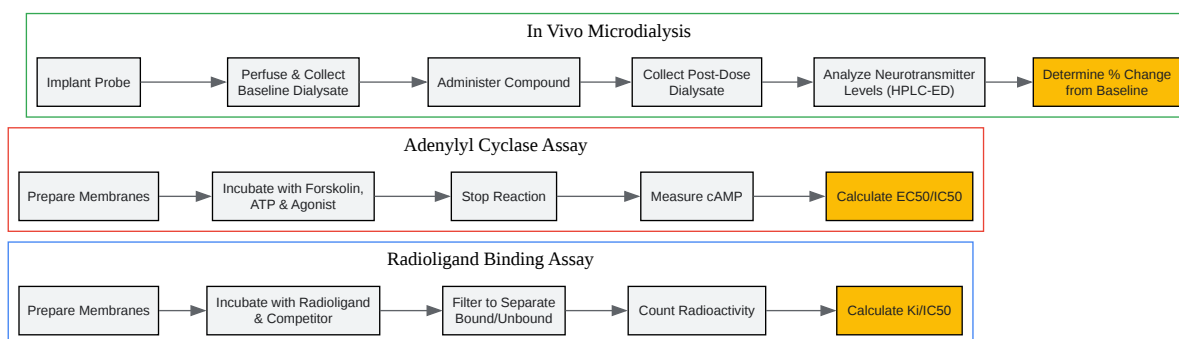 In Vivo Microdialysis
Implant Probe
Perfuse & Collect
Baseline Dialysate
Administer Compound
Collect Post-Dose
Dialysate
Analyze Neurotransmitter
Levels (HPLC-ED)
Determine % Change
from Baseline
Adenylyl Cyclase Assay
Prepare Membranes
Incubate with Forskolin,
ATP & Agonist
Stop Reaction
Measure cAMP
Calculate EC50/IC50
Radioligand Binding Assay
Prepare Membranes
Incubate with Radioligand
& Competitor
Filter to Separate
Bound/Unbound
Count Radioactivity
Calculate Ki/IC50